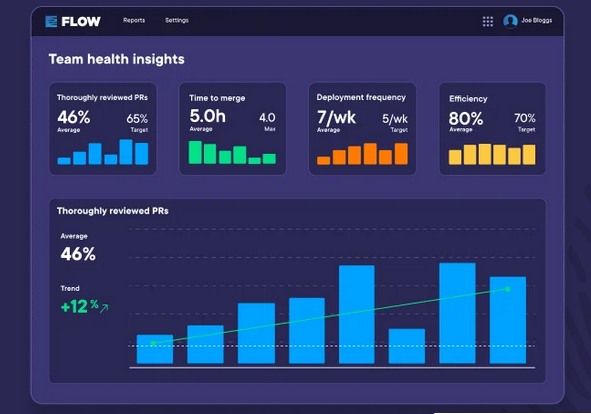 FLOW
Reports
Settings
Joe Bloggs
Team health insights
Thoroughly reviewed PRs
46%
65%
Average
Target
Time to merge
5.0h
4.0
Average
Max
Deployment frequency
7/wk
5/wk
Average
Target
Efficiency
80%
70%
Average
Target
Thoroughly reviewed PRs
Average
46%
Trend
+12%